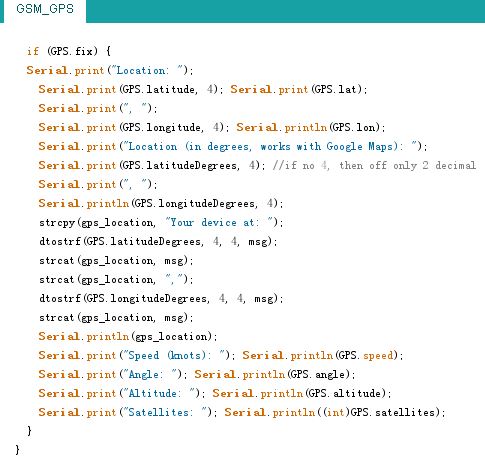 GSM_GPS
if (GPS.fix) {
Serial.print("Location: ");
Serial.print(GPS.latitude, 4); Serial.print(GPS.lat);
Serial.print(", ");
Serial.print(GPS.longitude, 4); Serial.println(GPS.lon);
Serial.print("Location (in degrees, works with Google Maps): ");
Serial.print(GPS.latitudeDegrees, 4); //if no 4, then off only 2 decimal
Serial.print(", ");
Serial.println(GPS.longitudeDegrees, 4);
strcpy(gps_location, "Your device at: ");
dtostrf(GPS.latitudeDegrees, 4, 4, msg);
strcat(gps_location, msg);
strcat(gps_location, ",");
dtostrf(GPS.longitudeDegrees, 4, 4, msg);
strcat(gps_location, msg);
Serial.println(gps_location);
Serial.print("Speed (knots): "); Serial.println(GPS.speed);
Serial.print("Angle: "); Serial.println(GPS.angle);
Serial.print("Altitude: "); Serial.println(GPS.altitude);
Serial.print("Satellites: "); Serial.println((int)GPS.satellites);
}
}